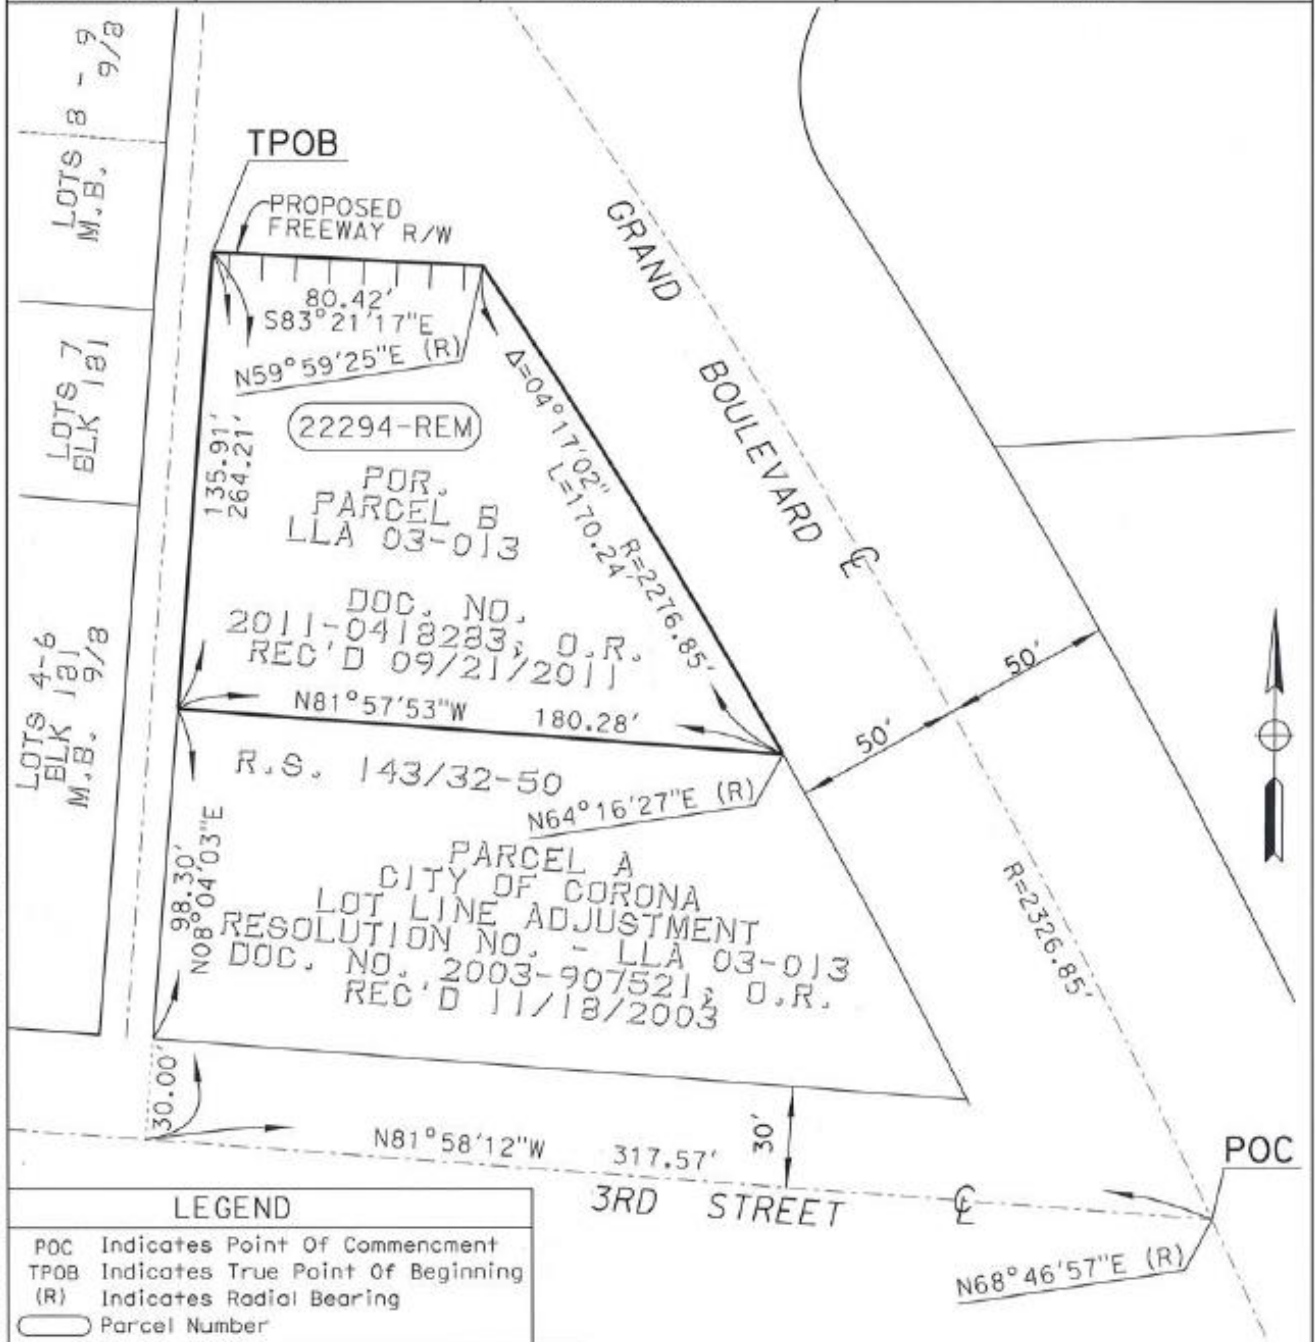 LOTS 8 - 9
M.B. 9/8
TPOB
PROPOSED
FREEWAY R/W
80.42'
S83°21'17"E
N59°59'25"E (R)
GRAND
BOULEVARD
℄
LOTS 7
BLK 181
135.91'
264.21'
22294-REM
Δ=04°17'02"
L=170.24'
R=2276.85'
POR.
PARCEL B
LLA 03-013
DOC. NO.
2011-0418283, O.R.
REC'D 09/21/2011
N81°57'53"W 180.28'
50'
50'
LOTS 4-6
BLK 181
M.B. 9/8
R.S. 143/32-50
N64°16'27"E (R)
98.30'
N08°04'03"E
PARCEL A
CITY OF CORONA
LOT LINE ADJUSTMENT
RESOLUTION NO. - LLA 03-013
DOC. NO. 2003-907521, O.R.
REC'D 11/18/2003
R=2326.85'
30.00'
N81°58'12"W 317.57'
30'
3RD STREET ℄
POC
N68°46'57"E (R)
LEGEND
POC Indicates Point Of Commencment
TPOB Indicates True Point Of Beginning
(R) Indicates Radial Bearing
Parcel Number